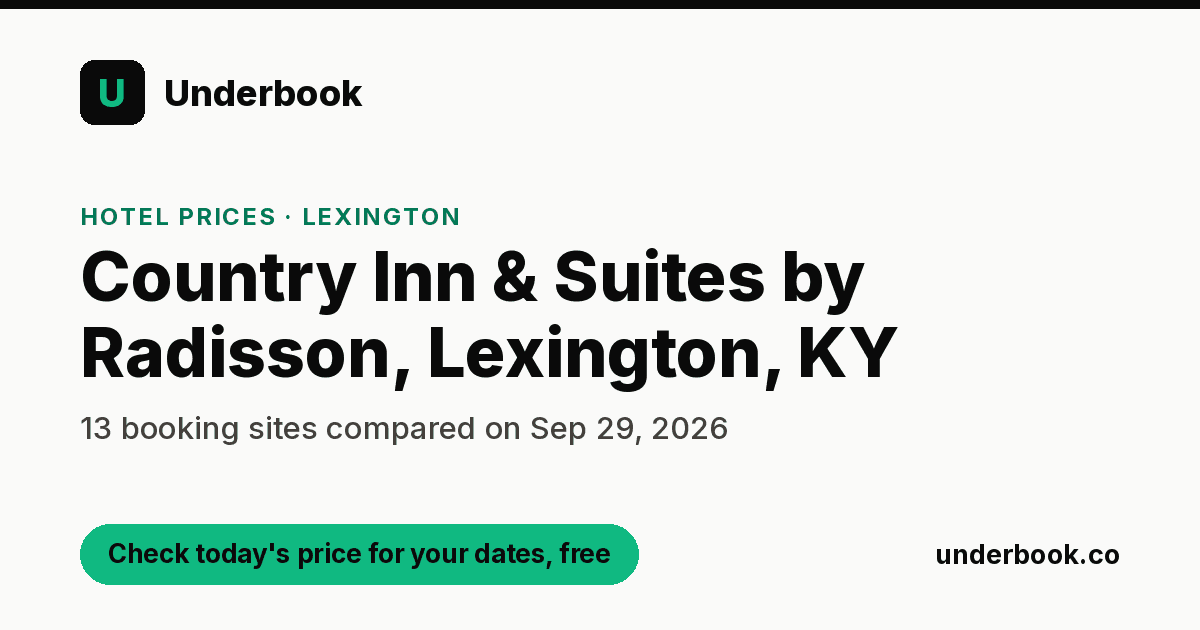 U Underbook
HOTEL PRICES · LEXINGTON
Country Inn & Suites by
Radisson, Lexington, KY
13 booking sites compared on Sep 29, 2026
Check today's price for your dates, free
underbook.co